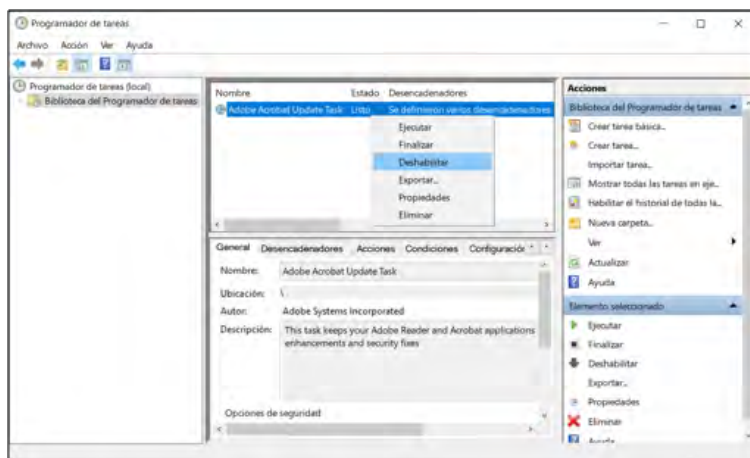 Programador de tareas
Archivo Acción Ver Ayuda
Programador de tareas (local)
Biblioteca del Programador de tareas
Nombre Estado Desencadenadores
Adobe Acrobat Update Task Listo Se definieron varios desencadenadores
Ejecutar
Finalizar
Deshabilitar
Exportar...
Propiedades
Eliminar
General Desencadenadores Acciones Condiciones Configuración
Nombre: Adobe Acrobat Update Task
Ubicación: \
Autor: Adobe Systems Incorporated
Descripción: This task keeps your Adobe Reader and Acrobat applications
enhancements and security fixes
Opciones de seguridad
Acciones
Biblioteca del Programador de tareas
Crear tarea básica...
Crear tarea...
Importar tarea...
Mostrar todas las tareas en eje...
Habilitar el historial de todas la...
Nueva carpeta...
Ver
Actualizar
Ayuda
Elemento seleccionado
Ejecutar
Finalizar
Deshabilitar
Exportar...
Propiedades
Eliminar
Ayuda